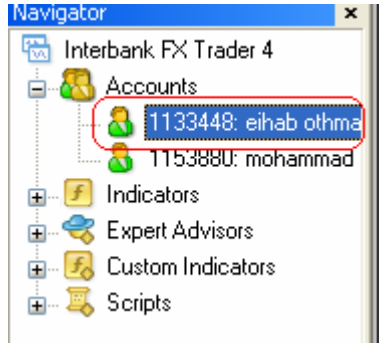 Navigator
Interbank FX Trader 4
Accounts
1133448: eihab othma
1153880: mohammad
Indicators
Expert Advisors
Custom Indicators
Scripts